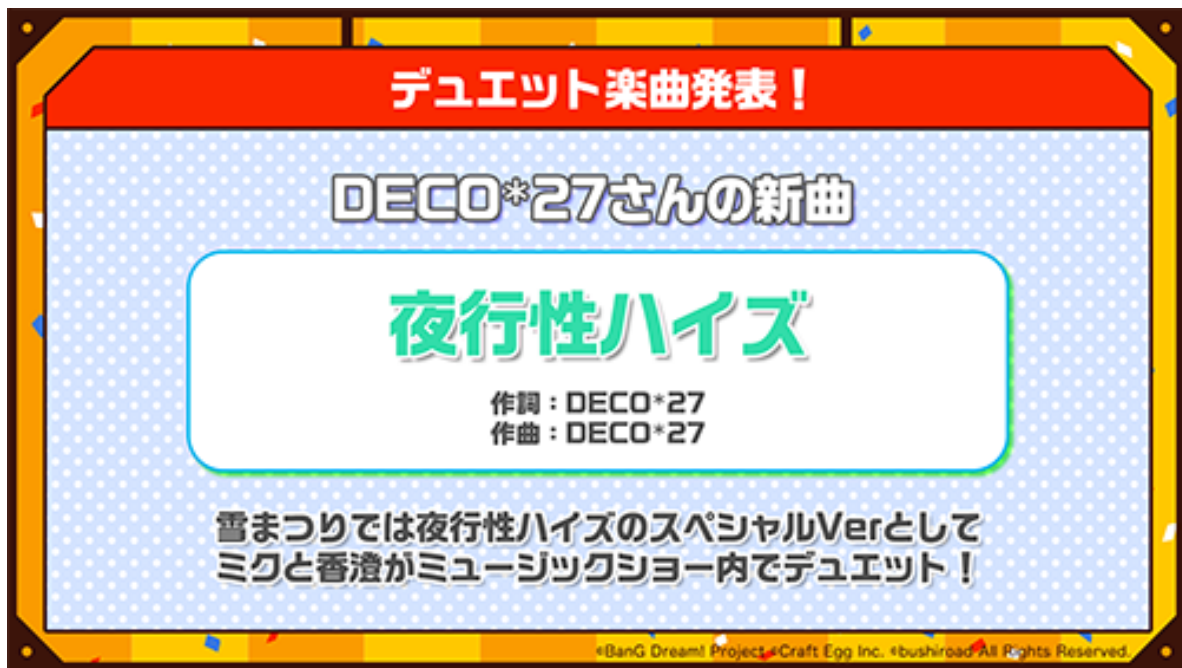 デュエット楽曲発表！
DECO*27さんの新曲
夜行性ハイズ
作詞：DECO*27
作曲：DECO*27
雪まつりでは夜行性ハイズのスペシャルVerとして
ミクと香澄がミュージックショー内でデュエット！
©BanG Dream! Project ©Craft Egg Inc. ©bushiroad All Rights Reserved.